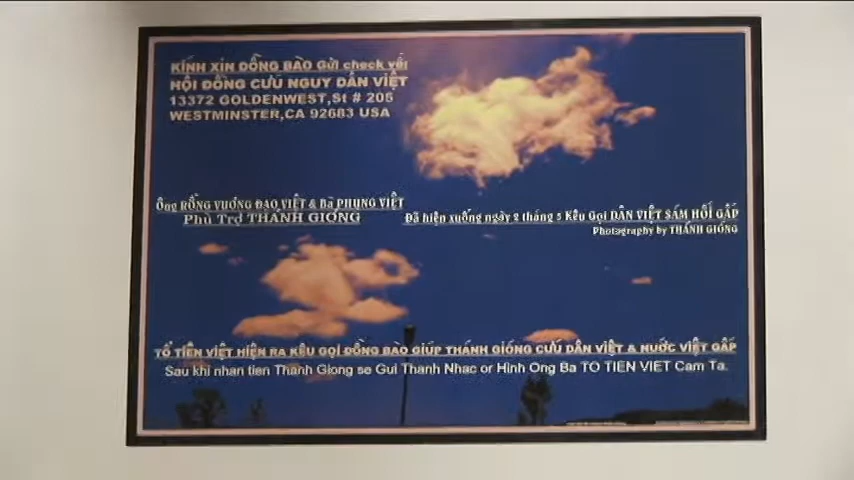 KÍNH XIN ĐỒNG BÀO Gửi check về:
HỘI ĐỒNG CỨU NGUY DÂN VIỆT
13372 GOLDENWEST,St # 205
WESTMINSTER,CA 92683 USA
Ông RỒNG VƯƠNG ĐẠO VIỆT & Bà PHỤNG VIỆT
Phù Trợ THÁNH GIÓNG
Đã hiện xuống ngày 2 tháng 5 Kêu Gọi DÂN VIỆT SÁM HỐI GẤP
Photography by THÁNH GIÓNG
TỔ TIÊN VIỆT HIỆN RA KÊU GỌI ĐỒNG BÀO GIÚP THÁNH GIÓNG CỨU DÂN VIỆT & NƯỚC VIỆT GẤP
Sau khi nhan tien Thanh Giong se Gui Thanh Nhac or Hinh Ong Ba TO TIEN VIET Cam Ta.